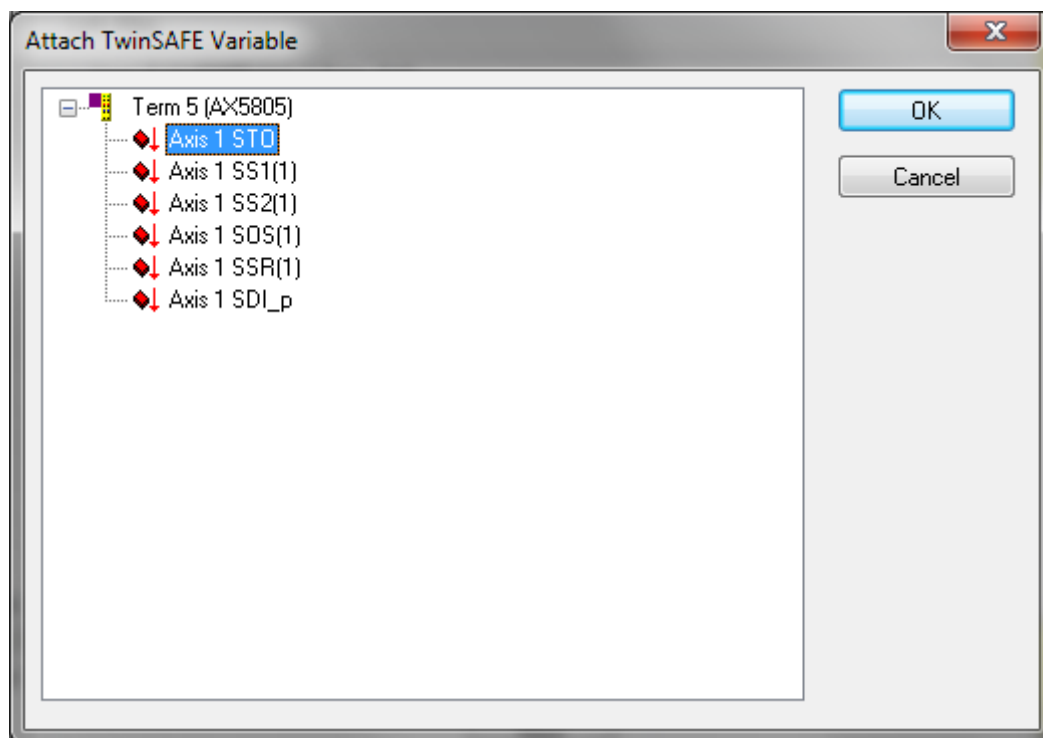 Attach TwinSAFE Variable
Term 5 (AX5805)
Axis 1 STO
Axis 1 SS1(1)
Axis 1 SS2(1)
Axis 1 SOS(1)
Axis 1 SSR(1)
Axis 1 SDI_p
OK
Cancel